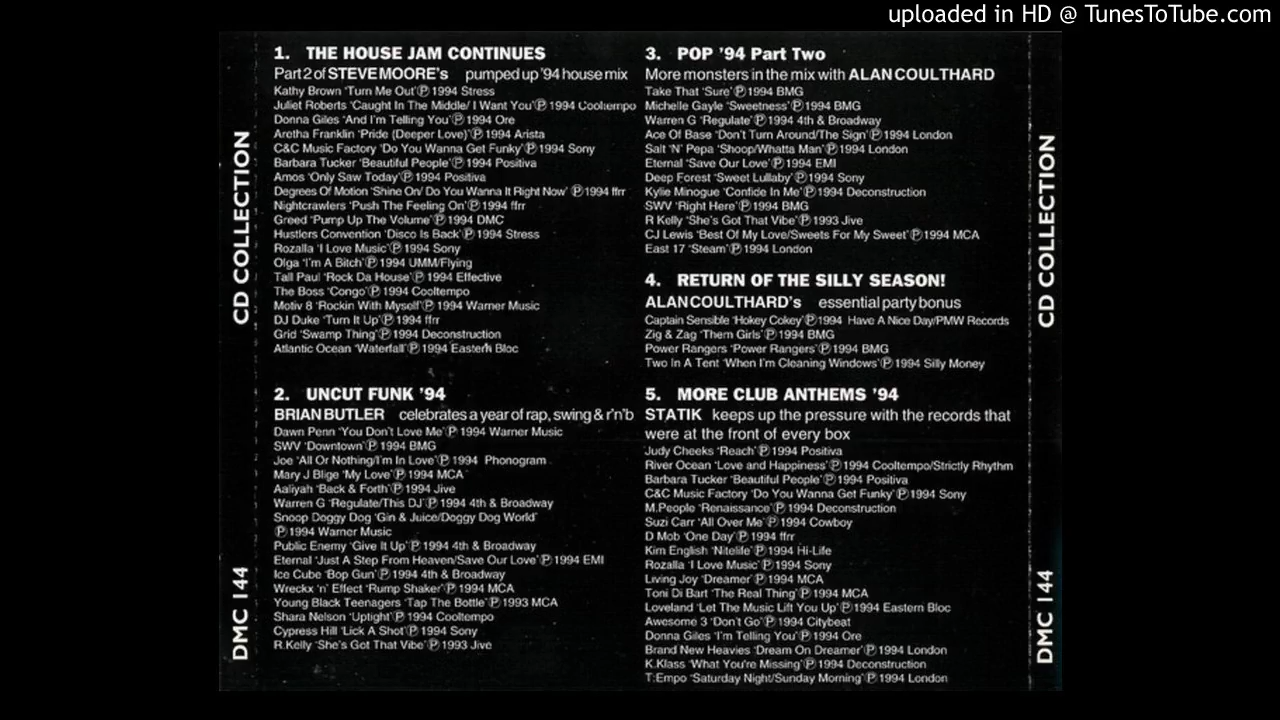 uploaded in HD @ TunesToTube.com
CD COLLECTION
DMC 144
1. THE HOUSE JAM CONTINUES
Part 2 of STEVE MOORE's pumped up '94 house mix
Kathy Brown 'Turn Me Out' ℗ 1994 Stress
Juliet Roberts 'Caught In The Middle/ I Want You' ℗ 1994 Cooltempo
Donna Giles 'And I'm Telling You' ℗ 1994 Ore
Aretha Franklin 'Pride (Deeper Love)' ℗ 1994 Arista
C&C Music Factory 'Do You Wanna Get Funky' ℗ 1994 Sony
Barbara Tucker 'Beautiful People' ℗ 1994 Positiva
Amos 'Only Saw Today' ℗ 1994 Positiva
Degrees Of Motion 'Shine On/ Do You Wanna It Right Now' ℗ 1994 ffrr
Nightcrawlers 'Push The Feeling On' ℗ 1994 ffrr
Greed 'Pump Up The Volume' ℗ 1994 DMC
Hustlers Convention 'Disco Is Back' ℗ 1994 Stress
Rozalla 'I Love Music' ℗ 1994 Sony
Olga 'I'm A Bitch' ℗ 1994 UMM/Flying
Tall Paul 'Rock Da House' ℗ 1994 Effective
The Boss 'Congo' ℗ 1994 Cooltempo
Motiv 8 'Rockin With Myself' ℗ 1994 Warner Music
DJ Duke 'Turn It Up' ℗ 1994 ffrr
Grid 'Swamp Thing' ℗ 1994 Deconstruction
Atlantic Ocean 'Waterfall' ℗ 1994 Eastern Bloc
2. UNCUT FUNK '94
BRIAN BUTLER celebrates a year of rap, swing & r'n'b
Dawn Penn 'You Don't Love Me' ℗ 1994 Warner Music
SWV 'Downtown' ℗ 1994 BMG
Joe 'All Or Nothing/I'm In Love' ℗ 1994 Phonogram
Mary J Blige 'My Love' ℗ 1994 MCA
Aaliyah 'Back & Forth' ℗ 1994 Jive
Warren G 'Regulate/This DJ' ℗ 1994 4th & Broadway
Snoop Doggy Dog 'Gin & Juice/Doggy Dog World'
℗ 1994 Warner Music
Public Enemy 'Give It Up' ℗ 1994 4th & Broadway
Eternal 'Just A Step From Heaven/Save Our Love' ℗ 1994 EMI
Ice Cube 'Bop Gun' ℗ 1994 4th & Broadway
Wreckx 'n' Effect 'Rump Shaker' ℗ 1994 MCA
Young Black Teenagers 'Tap The Bottle' ℗ 1993 MCA
Shara Nelson 'Uptight' ℗ 1994 Cooltempo
Cypress Hill 'Lick A Shot' ℗ 1994 Sony
R.Kelly 'She's Got That Vibe' ℗ 1993 Jive
3. POP '94 Part Two
More monsters in the mix with ALAN COULTHARD
Take That 'Sure' ℗ 1994 BMG
Michelle Gayle 'Sweetness' ℗ 1994 BMG
Warren G 'Regulate' ℗ 1994 4th & Broadway
Ace Of Base 'Don't Turn Around/The Sign' ℗ 1994 London
Salt 'N' Pepa 'Shoop/Whatta Man' ℗ 1994 London
Eternal 'Save Our Love' ℗ 1994 EMI
Deep Forest 'Sweet Lullaby' ℗ 1994 Sony
Kylie Minogue 'Confide In Me' ℗ 1994 Deconstruction
SWV 'Right Here' ℗ 1994 BMG
R Kelly 'She's Got That Vibe' ℗ 1993 Jive
CJ Lewis 'Best Of My Love/Sweets For My Sweet' ℗ 1994 MCA
East 17 'Steam' ℗ 1994 London
4. RETURN OF THE SILLY SEASON!
ALAN COULTHARD's essential party bonus
Captain Sensible 'Hokey Cokey' ℗ 1994 Have A Nice Day/PMW Records
Zig & Zag 'Them Girls' ℗ 1994 BMG
Power Rangers 'Power Rangers' ℗ 1994 BMG
Two In A Tent 'When I'm Cleaning Windows' ℗ 1994 Silly Money
5. MORE CLUB ANTHEMS '94
STATIK keeps up the pressure with the records that
were at the front of every box
Judy Cheeks 'Reach' ℗ 1994 Positiva
River Ocean 'Love and Happiness' ℗ 1994 Cooltempo/Strictly Rhythm
Barbara Tucker 'Beautiful People' ℗ 1994 Positiva
C&C Music Factory 'Do You Wanna Get Funky' ℗ 1994 Sony
M.People 'Renaissance' ℗ 1994 Deconstruction
Suzi Carr 'All Over Me' ℗ 1994 Cowboy
D Mob 'One Day' ℗ 1994 ffrr
Kim English 'Nitelife' ℗ 1994 Hi-Life
Rozalla 'I Love Music' ℗ 1994 Sony
Living Joy 'Dreamer' ℗ 1994 MCA
Toni Di Bart 'The Real Thing' ℗ 1994 MCA
Loveland 'Let The Music Lift You Up' ℗ 1994 Eastern Bloc
Awesome 3 'Don't Go' ℗ 1994 Citybeat
Donna Giles 'I'm Telling You' ℗ 1994 Ore
Brand New Heavies 'Dream On Dreamer' ℗ 1994 London
K.Klass 'What You're Missing' ℗ 1994 Deconstruction
T:Empo 'Saturday Night/Sunday Morning' ℗ 1994 London
CD COLLECTION
DMC 144